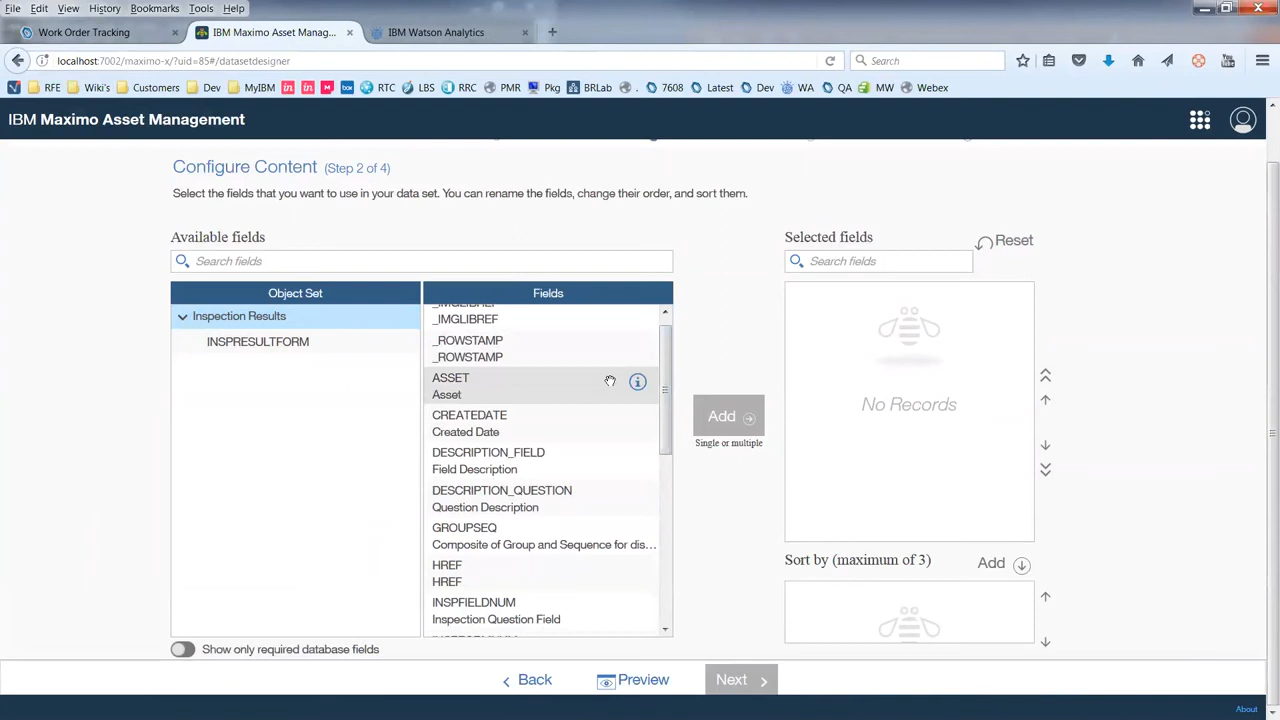 File Edit View History Bookmarks Tools Help
Work Order Tracking × IBM Maximo Asset Manag... × IBM Watson Analytics × +
localhost:7002/maximo-x/?uid=85#/datasetdesigner Search
RFE Wiki's Customers Dev MyIBM RTC LBS RRC PMR Pkg BRLab . 7608 Latest Dev WA QA MW Webex
IBM Maximo Asset Management
Configure Content (Step 2 of 4)
Select the fields that you want to use in your data set. You can rename the fields, change their order, and sort them.
Available fields
Search fields
Object Set
Inspection Results
INSPRESULTFORM
Show only required database fields
Fields
_IMGLIBREF
_IMGLIBREF
_ROWSTAMP
_ROWSTAMP
ASSET
Asset
CREATEDATE
Created Date
DESCRIPTION_FIELD
Field Description
DESCRIPTION_QUESTION
Question Description
GROUPSEQ
Composite of Group and Sequence for dis...
HREF
HREF
INSPFIELDNUM
Inspection Question Field
Add
Single or multiple
Selected fields
Reset
Search fields
No Records
Sort by (maximum of 3)
Add
Back
Preview
Next
About